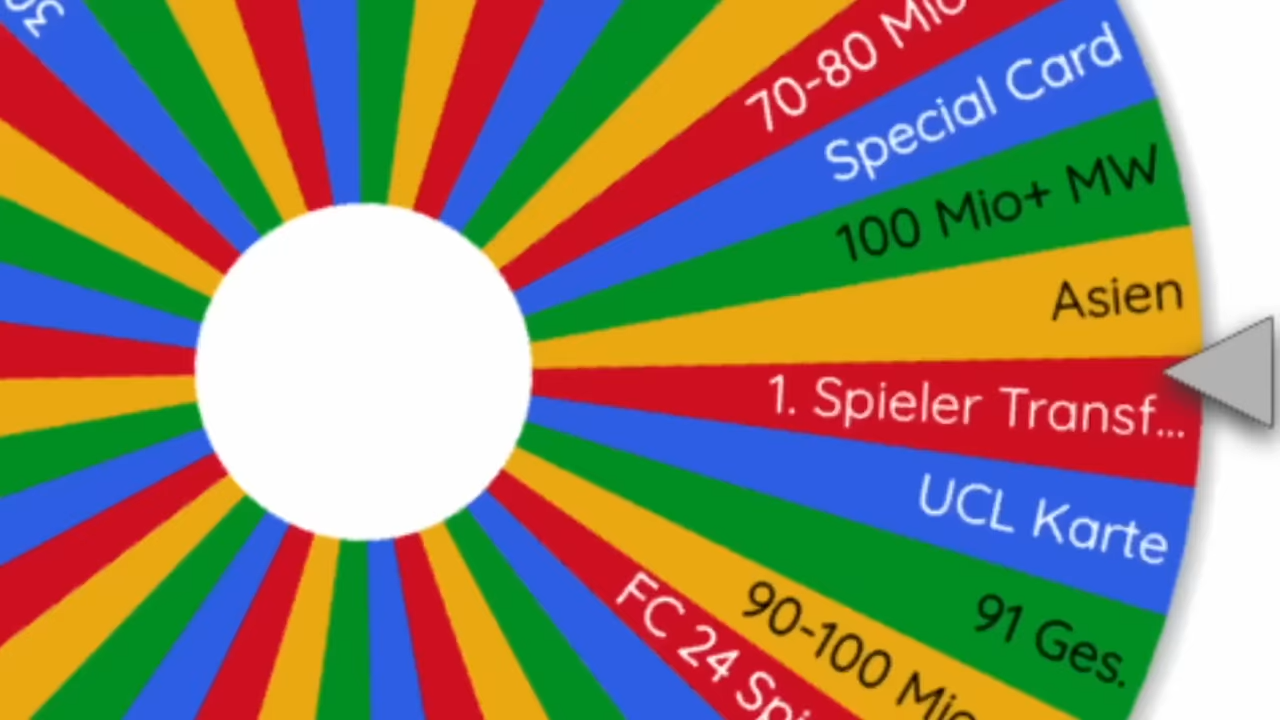 70-80 Mio
Special Card
100 Mio+ MW
Asien
1. Spieler Transf...
UCL Karte
91 Ges.
90-100 Mio
FC 24 Spi